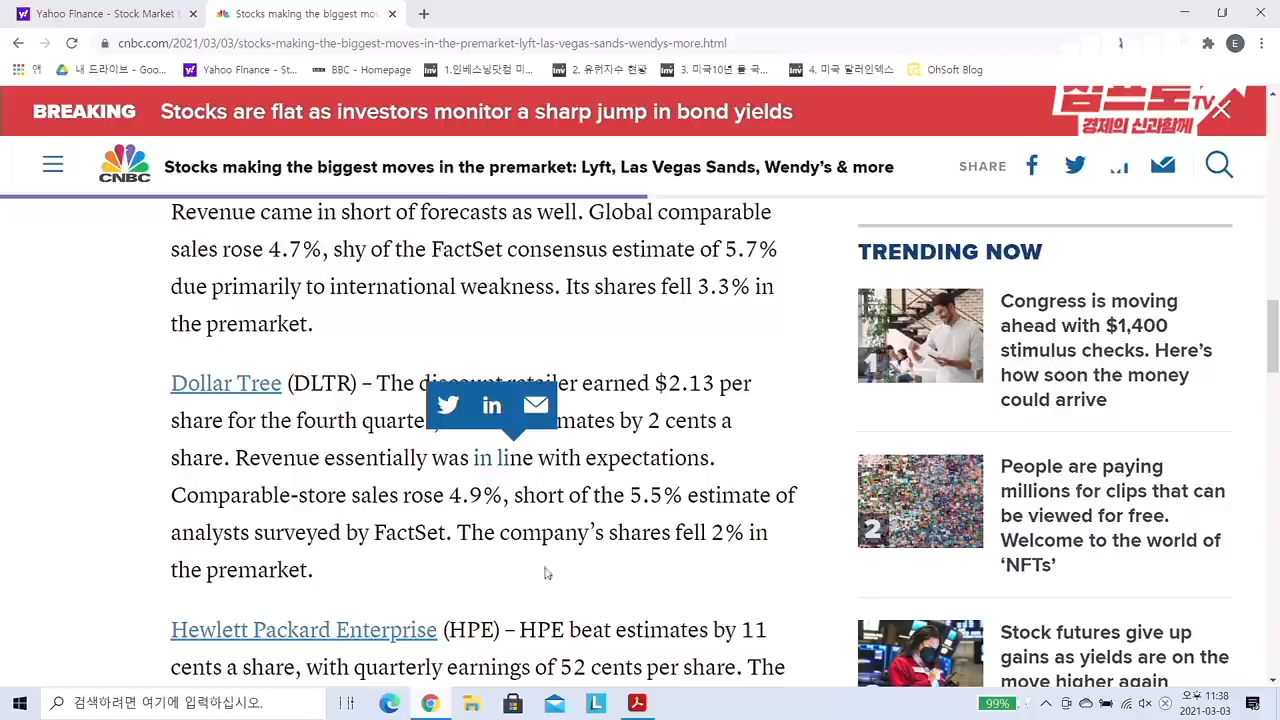 Yahoo Finance - Stock Market
Stocks making the biggest mov
cnbc.com/2021/03/03/stocks-making-the-biggest-moves-in-the-premarket-lyft-las-vegas-sands-wendys-more.html
E
앱
내 드라이브 - Goo...
Yahoo Finance - St...
BBC - Homepage
1.인베스닝닷컴 미...
2. 유뤼지수 현황
3. 미국10년 뮬 국...
4. 미국 달러인덱스
OhSoft Blog
BREAKING
Stocks are flat as investors monitor a sharp jump in bond yields
TV
경제의 신과함께
CNBC
Stocks making the biggest moves in the premarket: Lyft, Las Vegas Sands, Wendy's & more
SHARE
Revenue came in short of forecasts as well. Global comparable
sales rose 4.7%, shy of the FactSet consensus estimate of 5.7%
due primarily to international weakness. Its shares fell 3.3% in
the premarket.
Dollar Tree (DLTR) – The discount retailer earned $2.13 per
share for the fourth quarter, mates by 2 cents a
share. Revenue essentially was in line with expectations.
Comparable-store sales rose 4.9%, short of the 5.5% estimate of
analysts surveyed by FactSet. The company's shares fell 2% in
the premarket.
Hewlett Packard Enterprise (HPE) – HPE beat estimates by 11
cents a share, with quarterly earnings of 52 cents per share. The
TRENDING NOW
1
Congress is moving
ahead with $1,400
stimulus checks. Here's
how soon the money
could arrive
2
People are paying
millions for clips that can
be viewed for free.
Welcome to the world of
'NFTs'
Stock futures give up
gains as yields are on the
move higher again
검색하려면 여기에 입력하십시오.
99%
오후 11:38
2021-03-03